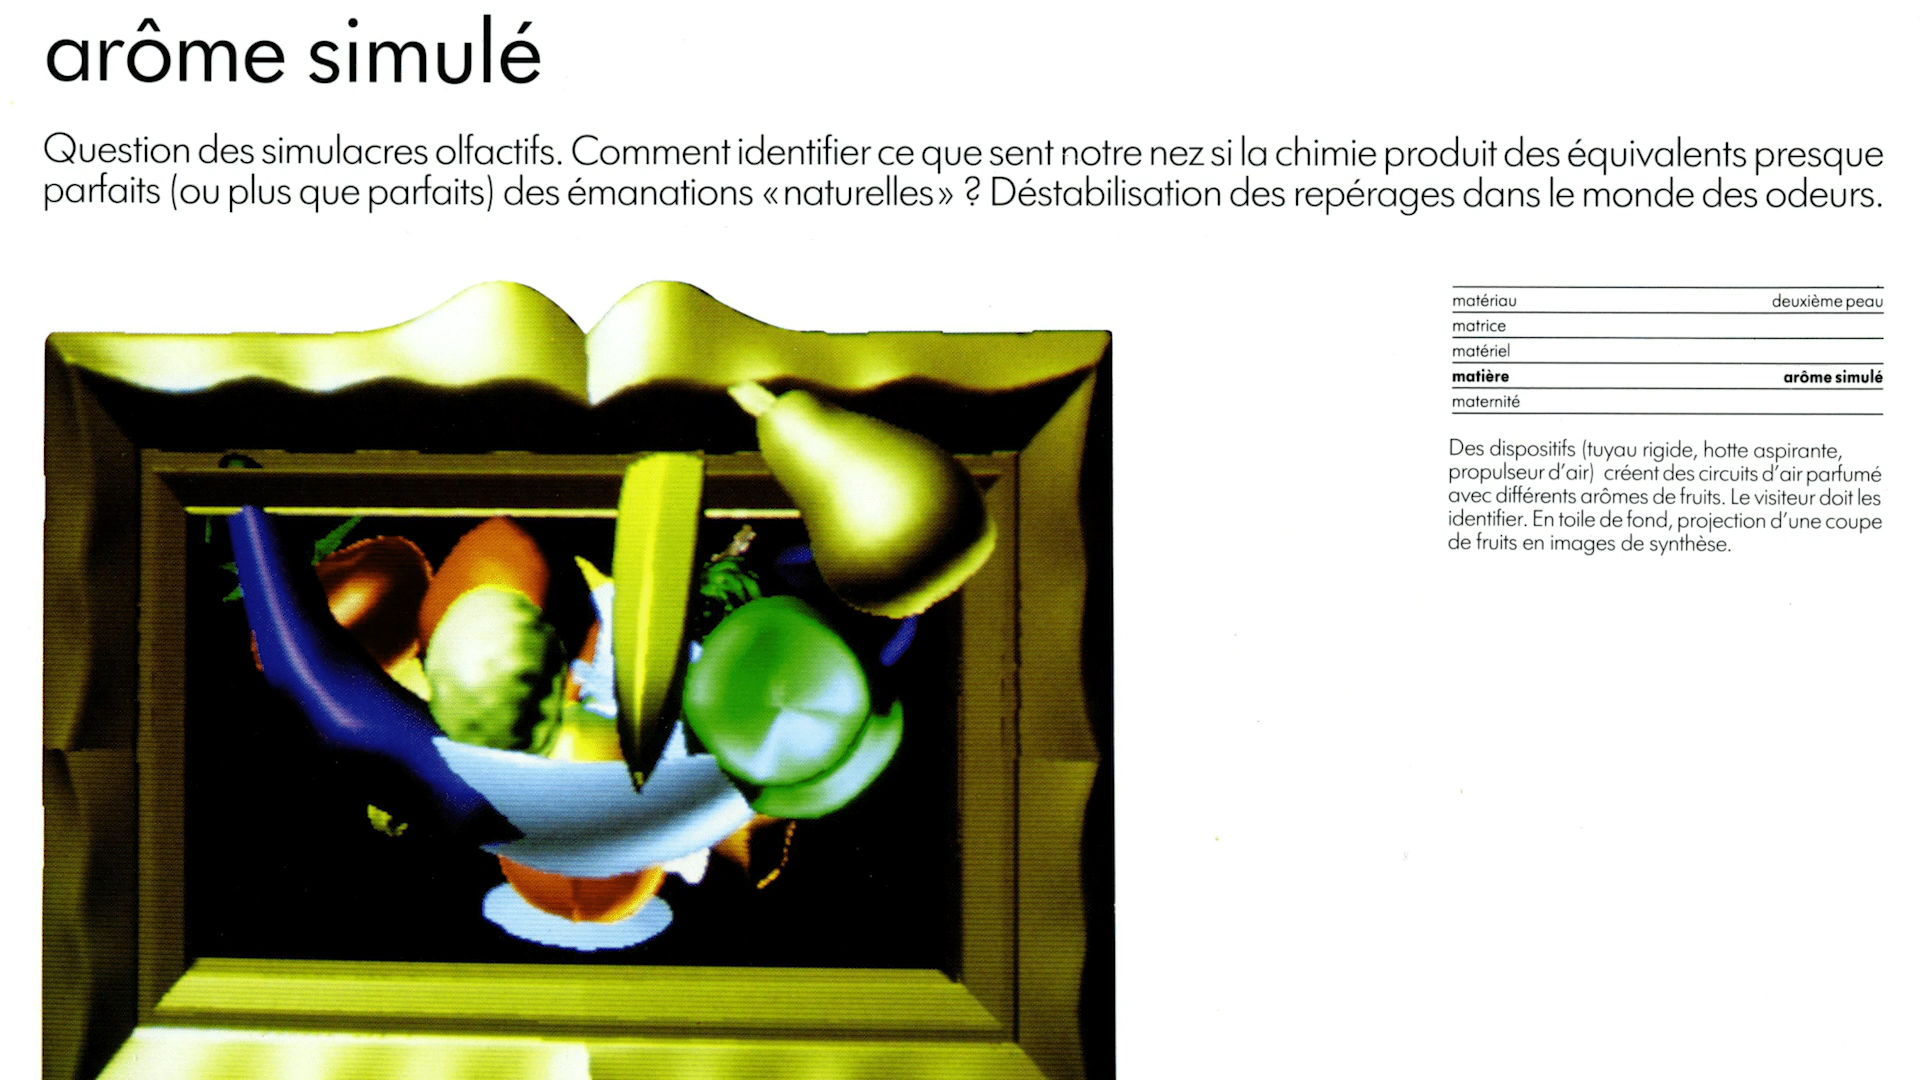 arôme simulé
Question des simulacres olfactifs. Comment identifier ce que sent notre nez si la chimie produit des équivalents presque
parfaits (ou plus que parfaits) des émanations «naturelles» ? Déstabilisation des repérages dans le monde des odeurs.
matériau deuxième peau
matrice
matériel
matière arôme simulé
maternité
Des dispositifs (tuyau rigide, hotte aspirante,
propulseur d'air) créent des circuits d'air parfumé
avec différents arômes de fruits. Le visiteur doit les
identifier. En toile de fond, projection d'une coupe
de fruits en images de synthèse.